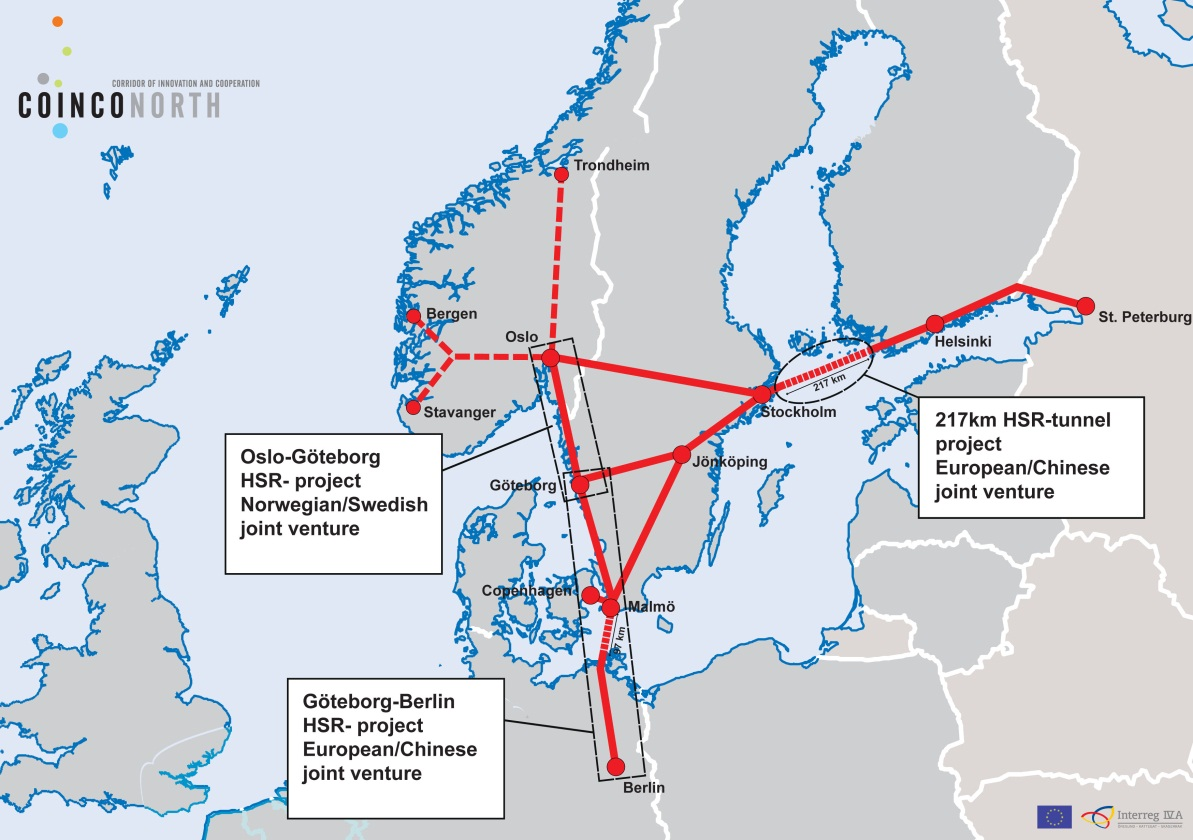 CORRIDOR OF INNOVATION AND COOPERATION
COINCONORTH
Trondheim
Bergen
Oslo
St. Peterburg
Helsinki
217 km
Stavanger
Stockholm
217km HSR-tunnel
project
European/Chinese
joint venture
Oslo-Göteborg
HSR- project
Norwegian/Swedish
joint venture
Jönköping
Göteborg
Copenhagen
Malmö
km
Göteborg-Berlin
HSR- project
European/Chinese
joint venture
Berlin
Interreg IVA